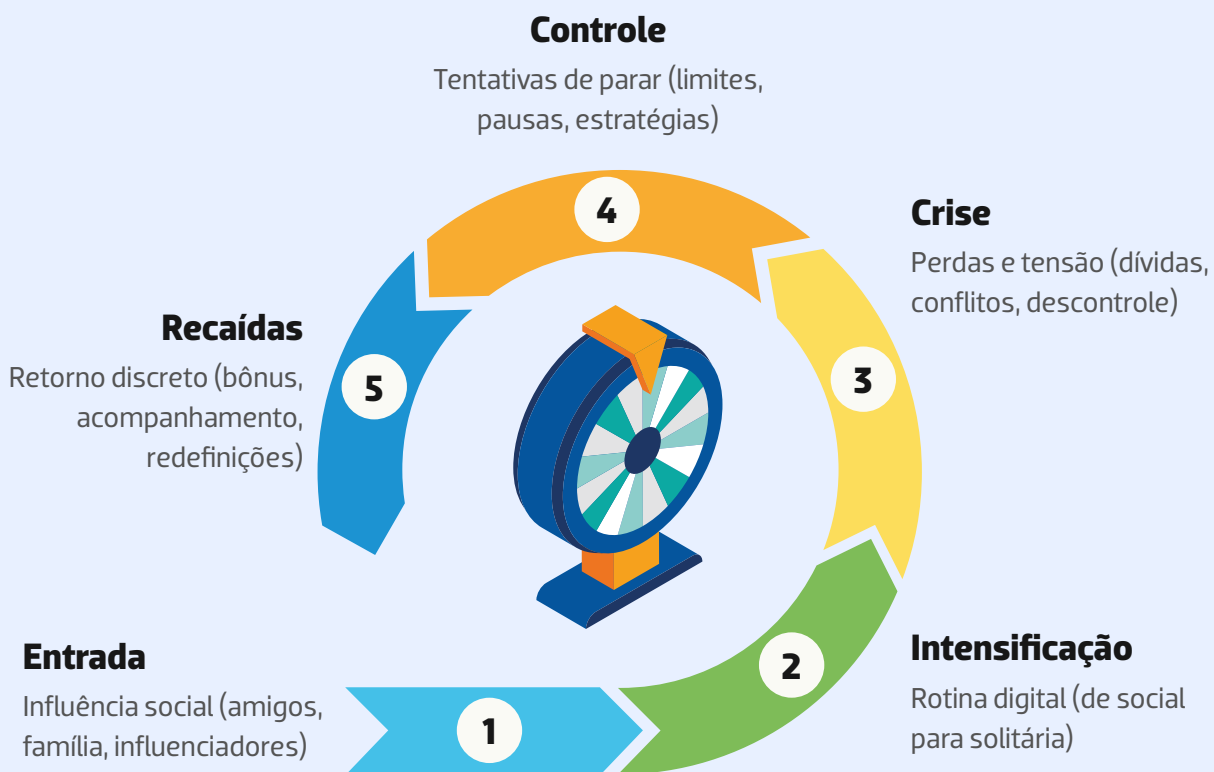 Controle
Tentativas de parar (limites,
pausas, estratégias)
4
Crise
Perdas e tensão (dívidas,
conflitos, descontrole)
3
Recaídas
Retorno discreto (bônus,
acompanhamento,
redefinições)
5
Entrada
Influência social (amigos,
família, influenciadores)
1
Intensificação
Rotina digital (de social
para solitária)
2